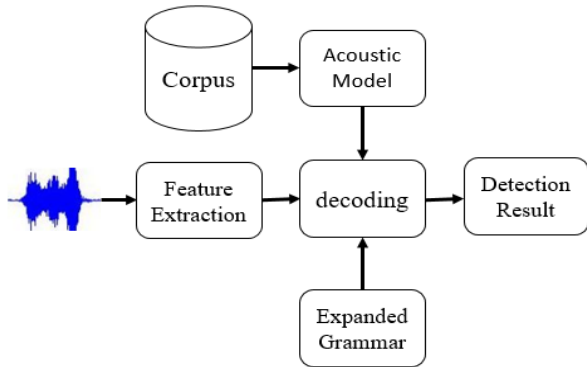 Corpus
Acoustic
Model
Feature
Extraction
decoding
Detection
Result
Expanded
Grammar